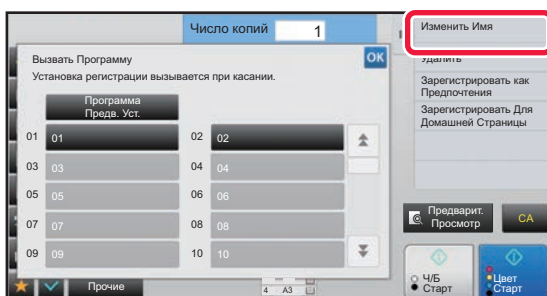 Число копий 1
Изменить Имя
Вызвать Программу
OK
Удалить
Установка регистрации вызывается при касании.
Зарегистрировать как
Предпочтения
Программа
Предв. Уст.
Зарегистрировать Для
Домашней Страницы
01 01 02 02
03 03 04 04
05 05 06 06
07 07 08 08
09 09 10 10
Предварит.
Просмотр
CA
Ч/Б
Старт
Цвет
Старт
Прочие
4 A3